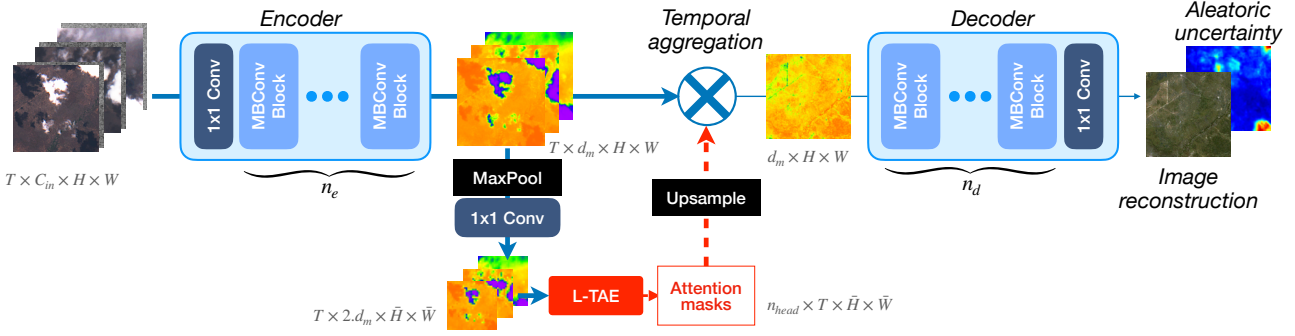 Encoder
Temporal
aggregation
Decoder
Aleatoric
uncertainty
1x1 Conv
MBConv
Block
MBConv
Block
MBConv
Block
MBConv
Block
1x1 Conv
T × C_in × H × W
n_e
T × d_m × H × W
d_m × H × W
n_d
Image
reconstruction
MaxPool
1x1 Conv
Upsample
T × 2.d_m × H̄ × W̄
L-TAE
Attention
masks
n_head × T × H̄ × W̄